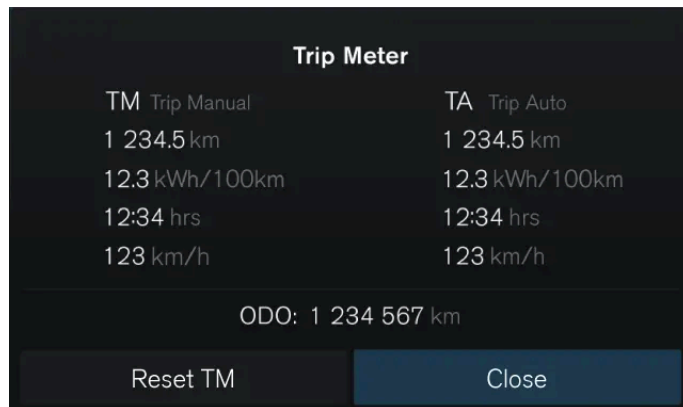 Trip Meter
TM Trip Manual
1 234.5 km
12.3 kWh/100km
12:34 hrs
123 km/h
TA Trip Auto
1 234.5 km
12.3 kWh/100km
12:34 hrs
123 km/h
ODO: 1 234 567 km
Reset TM
Close